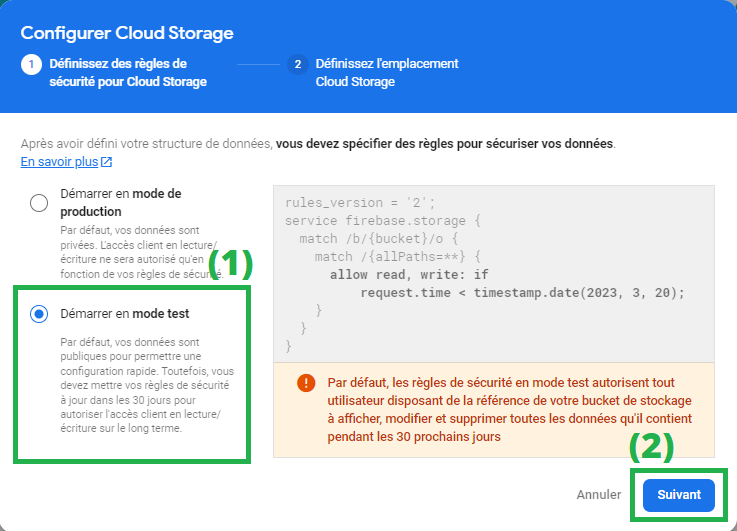 Configurer Cloud Storage
1 Définissez des règles de
sécurité pour Cloud Storage
2 Définissez l'emplacement
Cloud Storage
Après avoir défini votre structure de données, vous devez spécifier des règles pour sécuriser vos données.
En savoir plus
Démarrer en mode de
production
Par défaut, vos données sont
privées. L'accès client en lecture/
écriture ne sera autorisé qu'en
fonction de vos règles de sécurité.
(1)
Démarrer en mode test
Par défaut, vos données sont
publiques pour permettre une
configuration rapide. Toutefois, vous
devez mettre vos règles de sécurité
à jour dans les 30 jours pour
autoriser l'accès client en lecture/
écriture sur le long terme.
rules_version = '2';
service firebase.storage {
match /b/{bucket}/o {
match /{allPaths=**} {
allow read, write: if
request.time < timestamp.date(2023, 3, 20);
}
}
}
! Par défaut, les règles de sécurité en mode test autorisent tout
utilisateur disposant de la référence de votre bucket de stockage
à afficher, modifier et supprimer toutes les données qu'il contient
pendant les 30 prochains jours
(2)
Annuler
Suivant